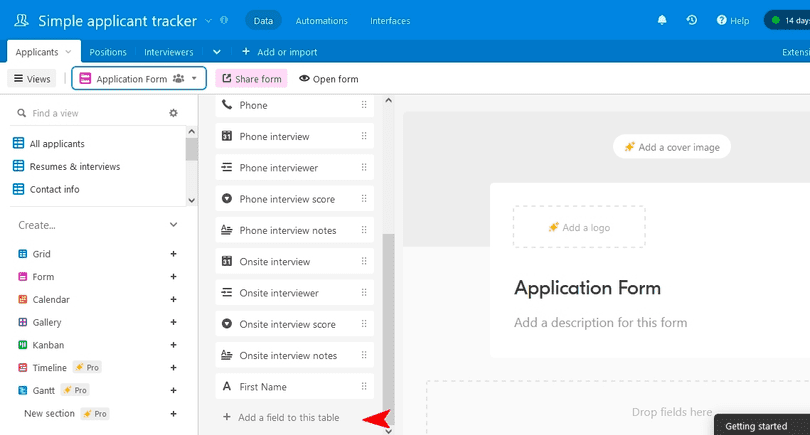 Simple applicant tracker
Data
Automations
Interfaces
Help
14 days
Applicants
Positions
Interviewers
Add or import
Extensi
Views
Application Form
Share form
Open form
Find a view
All applicants
Resumes & interviews
Contact info
Create...
Grid
Form
Calendar
Gallery
Kanban
Timeline
Pro
Gantt
Pro
New section
Pro
Phone
Phone interview
Phone interviewer
Phone interview score
Phone interview notes
Onsite interview
Onsite interviewer
Onsite interview score
Onsite interview notes
First Name
+ Add a field to this table
Add a cover image
Add a logo
Application Form
Add a description for this form
Drop fields here
Getting started